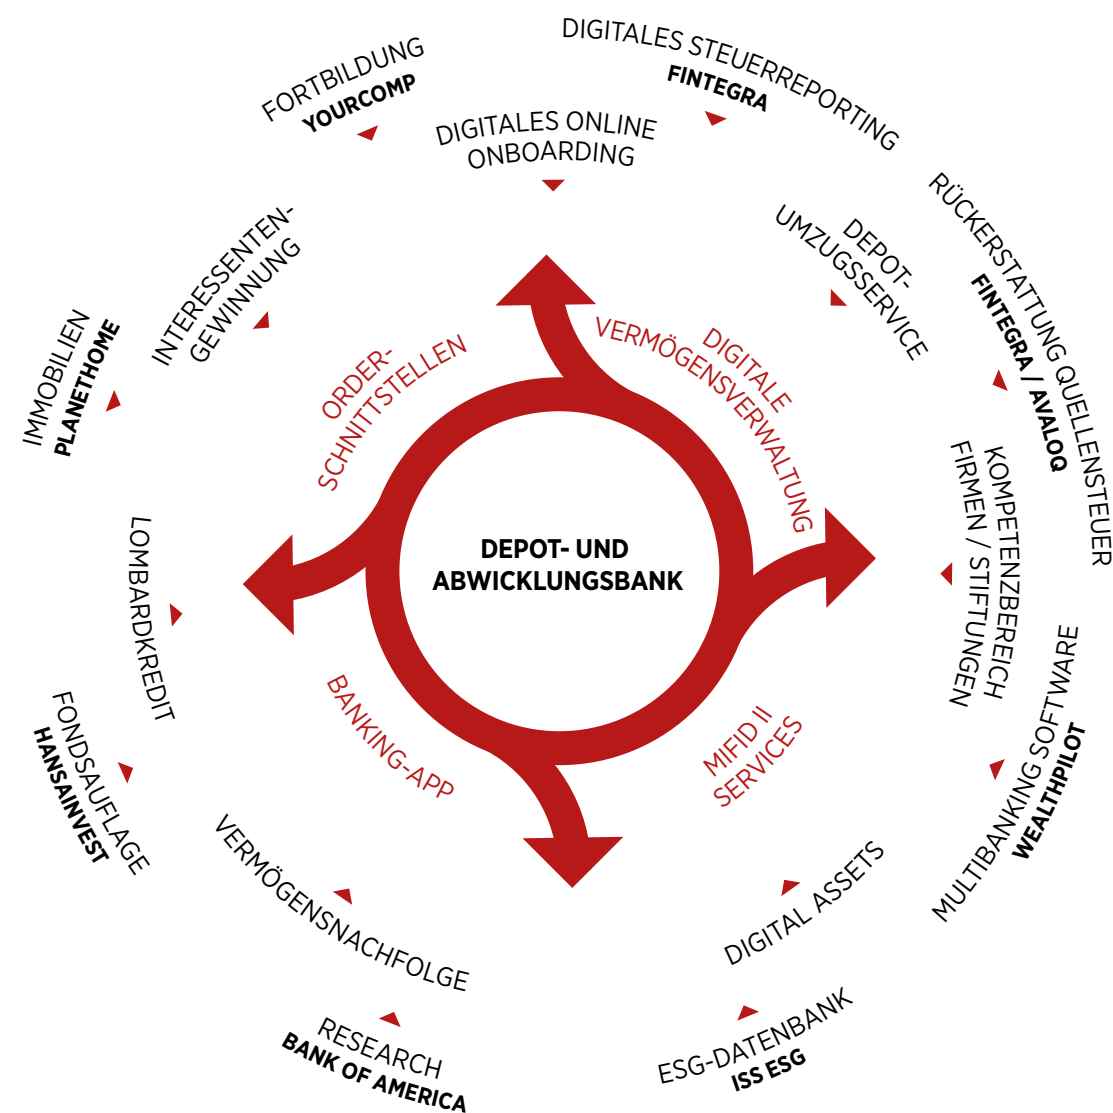 DEPOT- UND
ABWICKLUNGSBANK
DIGITALE
VERMÖGENSVERWALTUNG
MIFID II
SERVICES
BANKING-APP
ORDER-
SCHNITTSTELLEN
DIGITALES ONLINE
ONBOARDING
DEPOT-
UMZUGSSERVICE
KOMPETENZBEREICH
FIRMEN / STIFTUNGEN
DIGITAL ASSETS
VERMÖGENSNACHFOLGE
LOMBARDKREDIT
INTERESSENTEN-
GEWINNUNG
FORTBILDUNG
YOURCOMP
DIGITALES STEUERREPORTING
FINTEGRA
RÜCKERSTATTUNG QUELLENSTEUER
FINTEGRA / AVALOQ
MULTIBANKING SOFTWARE
WEALTHPILOT
ESG-DATENBANK
ISS ESG
RESEARCH
BANK OF AMERICA
FONDSAUFLAGE
HANSAINVEST
IMMOBILIEN
PLANETHOME